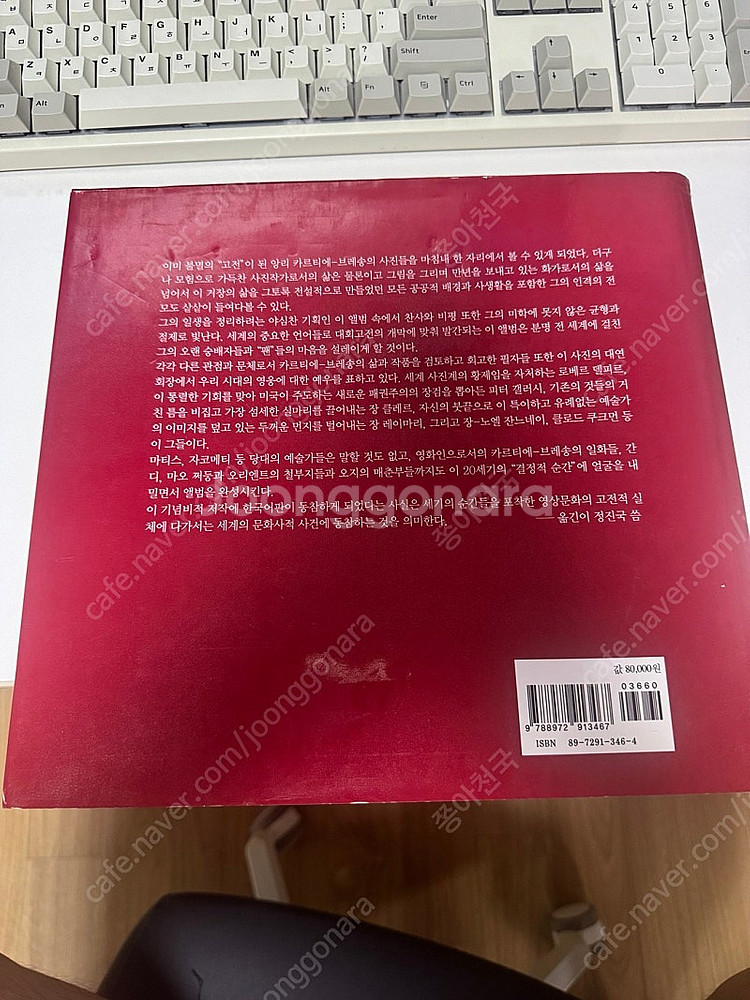 ㅂ ㅈ ㄷ ㄱ ㅅ ㅛ ㅕ ㅑ
A ㅁ S ㄴ D ㅇ F ㄹ G ㅎ H ㅗ J ㅓ K ㅏ L ㅣ : ; " ' Enter 4 5 6
Z ㅋ X ㅌ C ㅊ V ㅍ B ㅠ N ㅜ M ㅡ < , > . ? / Shift ↑ 1 2 3
Alt Alt Fn Ctrl ← ↓ → 0
이미 불멸의 "고전"이 된 앙리 카르티에-브레송의 사진들을 마침내 한 자리에서 볼 수 있게 되었다. 더구
나 모험으로 가득찬 사진작가로서의 삶은 물론이고 그림을 그리며 만년을 보내고 있는 화가로서의 삶을
넘어서 이 거장의 삶을 그토록 전설적으로 만들었던 모든 공공적 배경과 사생활을 포함한 그의 인격의 전
모도 샅샅이 들여다볼 수 있다.
그의 일생을 정리하려는 야심찬 기획인 이 앨범 속에서 찬사와 비평 또한 그의 미학에 못지 않은 균형과
절제로 빛난다. 세계의 중요한 언어들로 대회고전의 개막에 맞춰 발간되는 이 앨범은 분명 전 세계에 걸친
그의 오랜 숭배자들과 "팬"들의 마음을 설레이게 할 것이다.
각각 다른 관점과 문체로서 카르티에-브레송의 삶과 작품을 검토하고 회고한 필자들 또한 이 사진의 대연
회장에서 우리 시대의 영웅에 대한 예우를 표하고 있다. 세계 사진계의 황제임을 자처하는 로베르 델피르,
이 통렬한 기회를 맞아 미국이 주도하는 새로운 패권주의의 장검을 뽑아든 피터 갤러시, 기존의 것들의 거
친 틈을 비집고 가장 섬세한 실마리를 끌어내는 장 클레르, 자신의 붓끝으로 이 특어하고 유례없는 예술가
의 이미지를 덮고 있는 두꺼운 먼지를 털어내는 장 레이마리, 그리고 장-노엘 잔느네이, 클로드 쿠크먼 등
이 그들이다.
마티스, 자코메티 등 당대의 예술가들은 말할 것도 없고, 영화인으로서의 카르티에-브레송의 일화들, 간
디, 마오 쩌둥과 오리엔트의 철부지들과 오지의 매춘부들까지도 이 20세기의 "결정적 순간"에 얼굴을 내
밀면서 앨범을 완성시킨다.
이 기념비적 저작에 한국어판이 동참하게 되었다는 사실은 세기의 순간들을 포착한 영상문화의 고전적 실
체에 다가서는 세계의 문화사적 사건에 동참하는 것을 의미한다. ——옮긴이 정진국 씀
Joonggonara
값 80,000원
03660
9 788972 913467
ISBN 89-7291-346-4
cafe.naver.com/joonggonara
중아천국